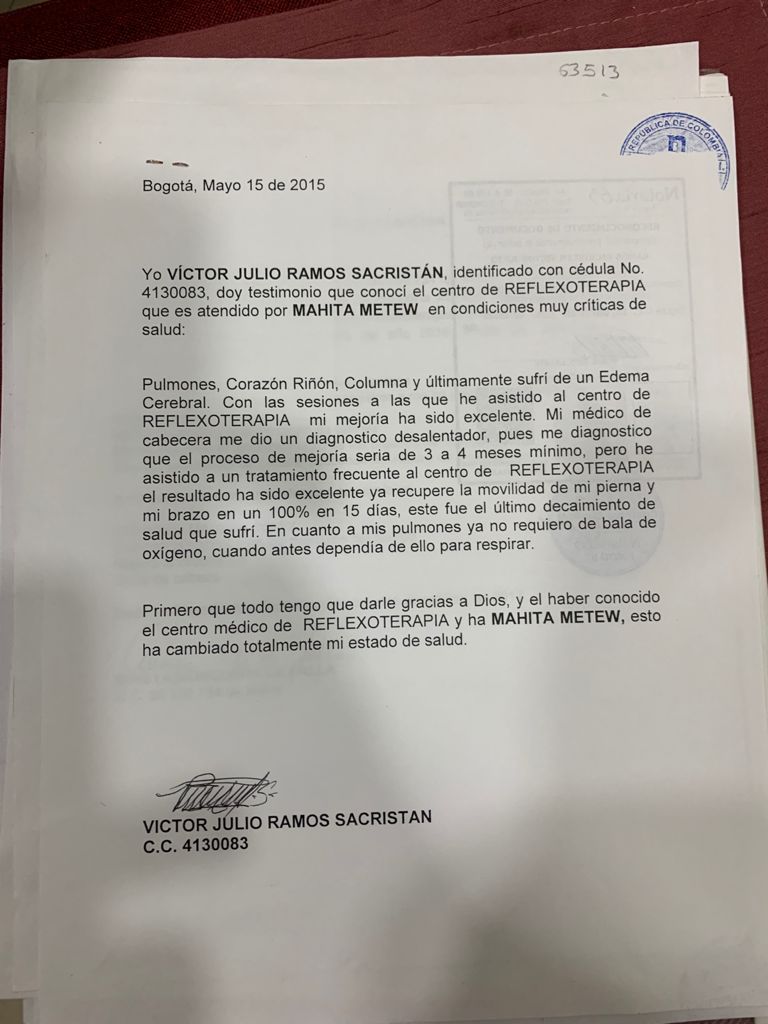 63513
REPÚBLICA DE COLOMBIA
Bogotá, Mayo 15 de 2015
Yo VÍCTOR JULIO RAMOS SACRISTÁN, identificado con cédula No.
4130083, doy testimonio que conocí el centro de REFLEXOTERAPIA
que es atendido por MAHITA METEW en condiciones muy críticas de
salud:
Pulmones, Corazón Riñón, Columna y últimamente sufrí de un Edema
Cerebral. Con las sesiones a las que he asistido al centro de
REFLEXOTERAPIA mi mejoría ha sido excelente. Mi médico de
cabecera me dio un diagnostico desalentador, pues me diagnostico
que el proceso de mejoría seria de 3 a 4 meses mínimo, pero he
asistido a un tratamiento frecuente al centro de REFLEXOTERAPIA
el resultado ha sido excelente ya recupere la movilidad de mi pierna y
mi brazo en un 100% en 15 días, este fue el último decaimiento de
salud que sufrí. En cuanto a mis pulmones ya no requiero de bala de
oxígeno, cuando antes dependía de ello para respirar.
Primero que todo tengo que darle gracias a Dios, y el haber conocido
el centro médico de REFLEXOTERAPIA y ha MAHITA METEW, esto
ha cambiado totalmente mi estado de salud.
VICTOR JULIO RAMOS SACRISTAN
C.C. 4130083